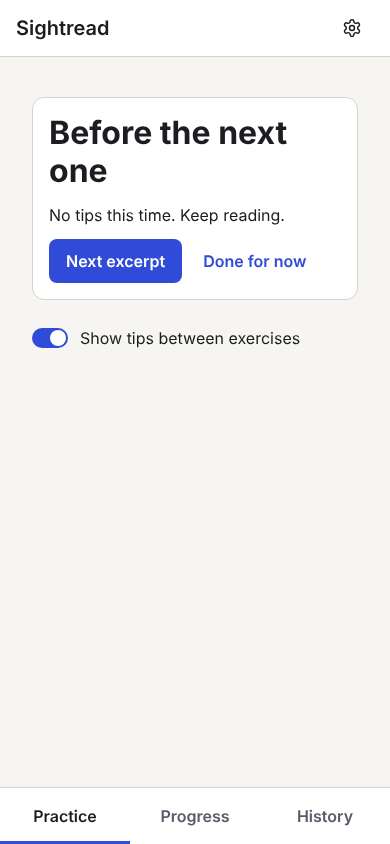 Sightread
Before the next
one
No tips this time. Keep reading.
Next excerpt
Done for now
Show tips between exercises
Practice
Progress
History